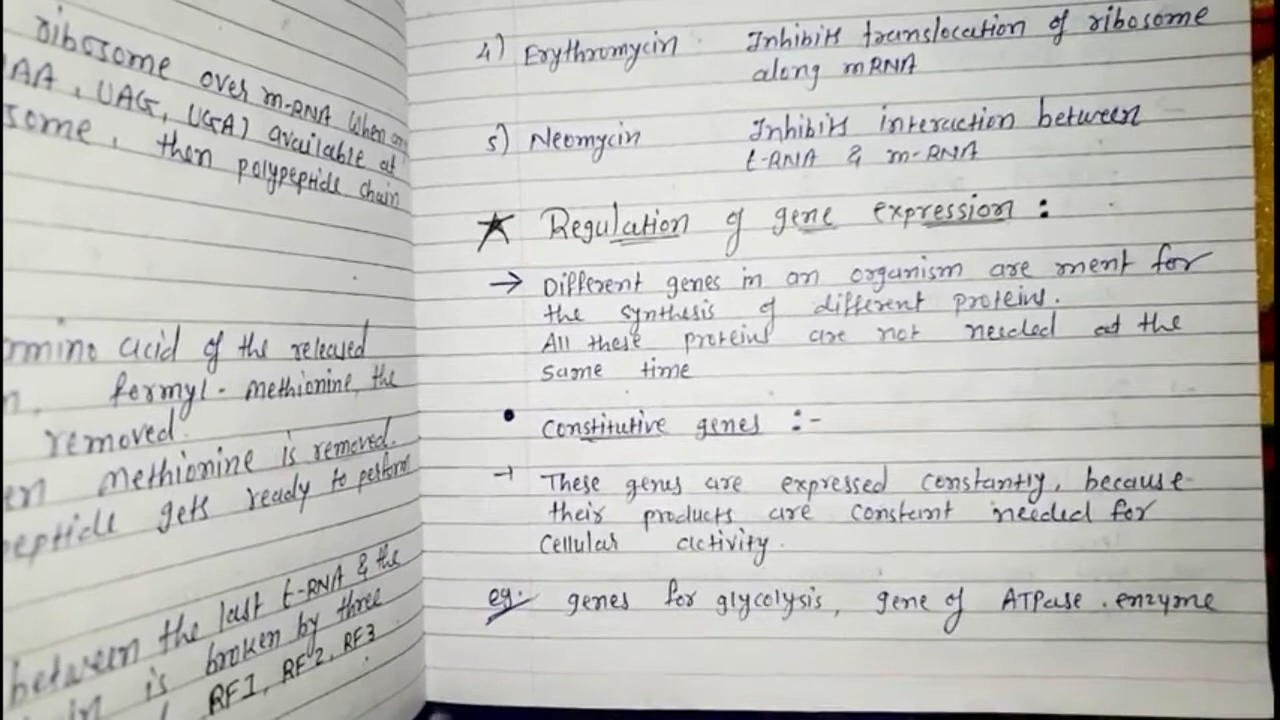 ribosome over m-RNA when
AA, UAG, UGA) available at
some, then polypeptide chain
amino acid of the released
formyl - methionine, the
removed.
methionine is removed.
peptide gets ready to perform
between the last t-RNA & the
is broken by three
RF1, RF2, RF3
4) Erythromycin Inhibits translocation of ribosome
along mRNA
5) Neomycin Inhibits interaction between
t-RNA & m-RNA
★ Regulation of gene expression :
→ Different genes in an organism are ment for
the synthesis of different proteins.
All these proteins are not needed at the
same time
• Constitutive genes :-
→ These genes are expressed constantly, because
their products are constant needed for
cellular activity.
eg. genes for glycolysis, gene of ATPase. enzyme